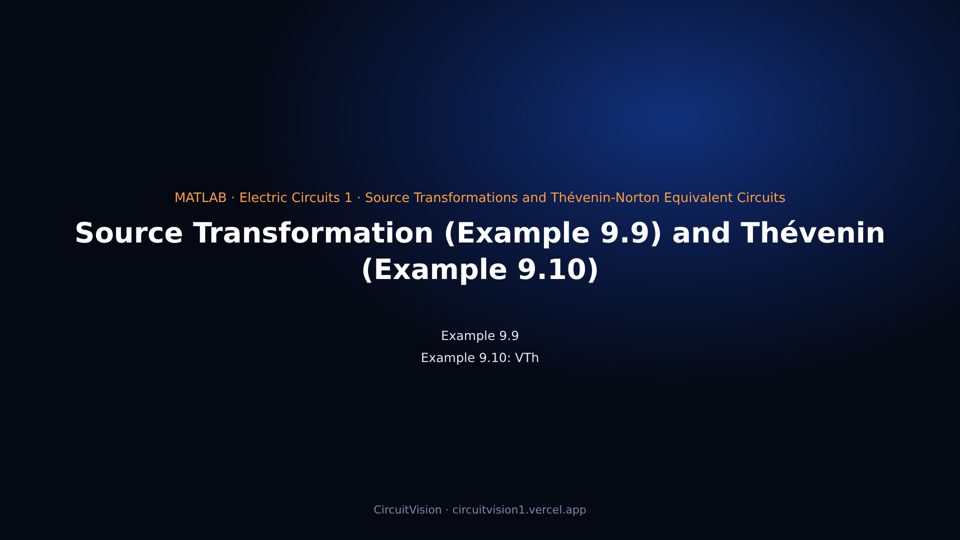 MATLAB · Electric Circuits 1 · Source Transformations and Thévenin-Norton Equivalent Circuits
Source Transformation (Example 9.9) and Thévenin
(Example 9.10)
Example 9.9
Example 9.10: VTh
CircuitVision · circuitvision1.vercel.app